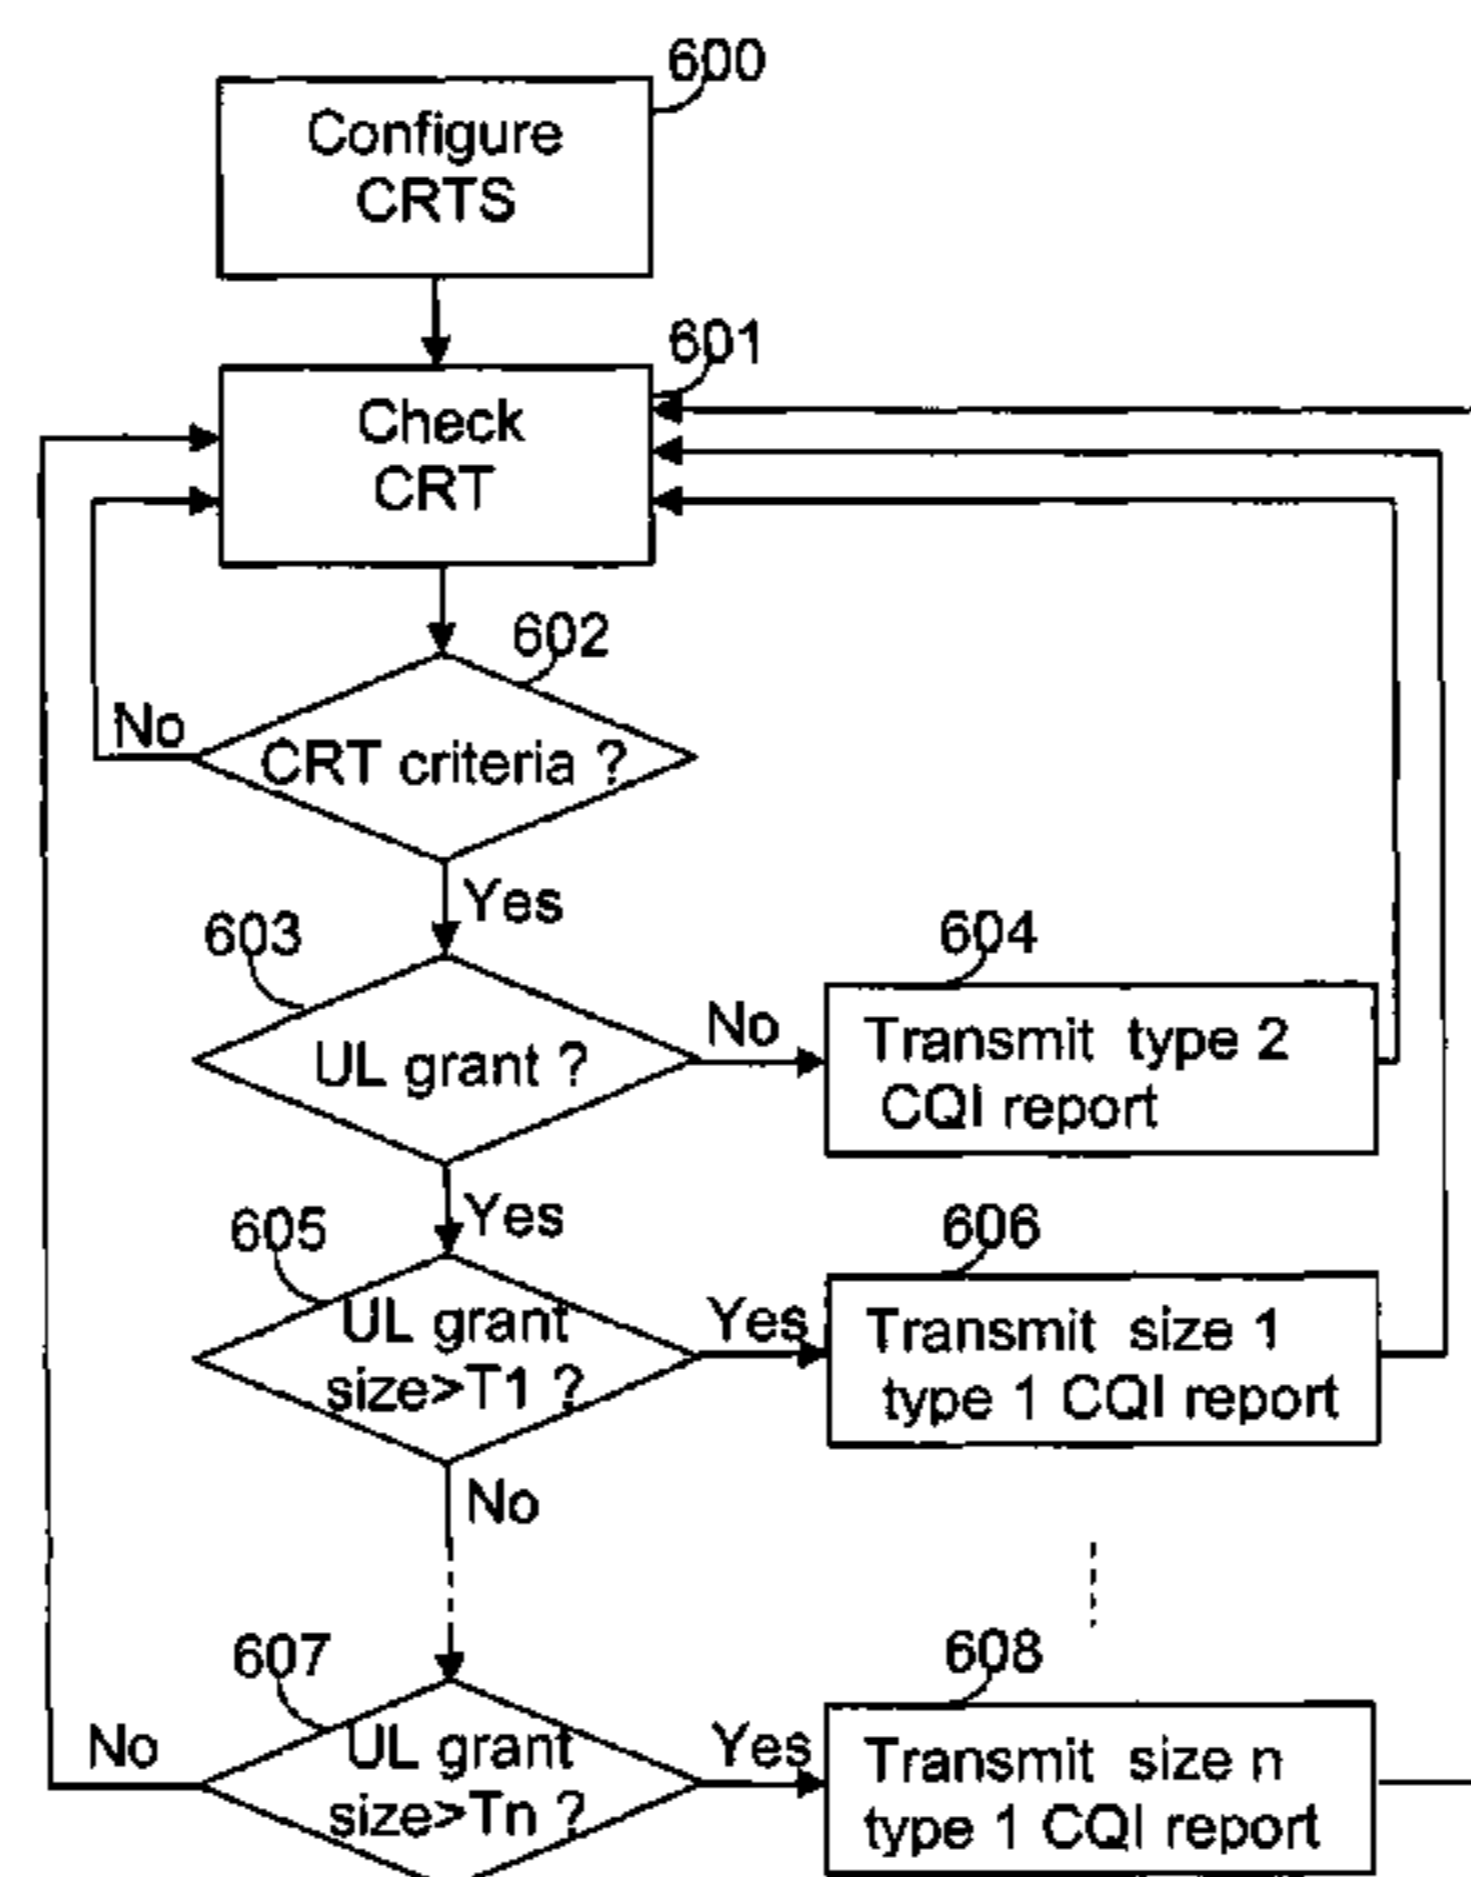 600
Configure
CRTS
601
Check
CRT
602
No
CRT criteria ?
Yes
603
604
UL grant ?
No
Transmit type 2
CQI report
Yes
605
606
UL grant
size>T1 ?
Yes
Transmit size 1
type 1 CQI report
No
607
608
No
UL grant
size>Tn ?
Yes
Transmit size n
type 1 CQI report